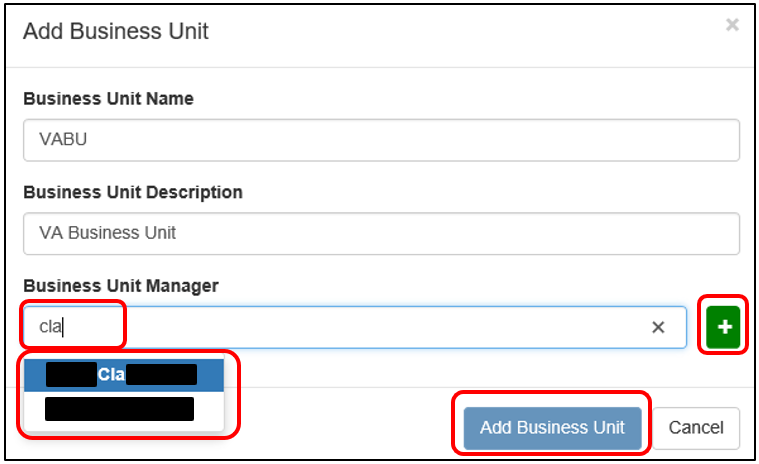 Add Business Unit ×
Business Unit Name
VABU
Business Unit Description
VA Business Unit
Business Unit Manager
cla × +
Cla
Add Business Unit Cancel